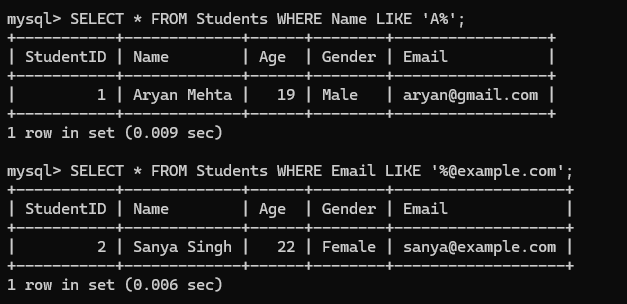 mysql> SELECT * FROM Students WHERE Name LIKE 'A%';
+-----------+-------------+------+--------+-----------------+
| StudentID | Name        | Age  | Gender | Email           |
+-----------+-------------+------+--------+-----------------+
|         1 | Aryan Mehta |   19 | Male   | aryan@gmail.com |
+-----------+-------------+------+--------+-----------------+
1 row in set (0.009 sec)
mysql> SELECT * FROM Students WHERE Email LIKE '%@example.com';
+-----------+-------------+------+--------+-------------------+
| StudentID | Name        | Age  | Gender | Email             |
+-----------+-------------+------+--------+-------------------+
|         2 | Sanya Singh |   22 | Female | sanya@example.com |
+-----------+-------------+------+--------+-------------------+
1 row in set (0.006 sec)